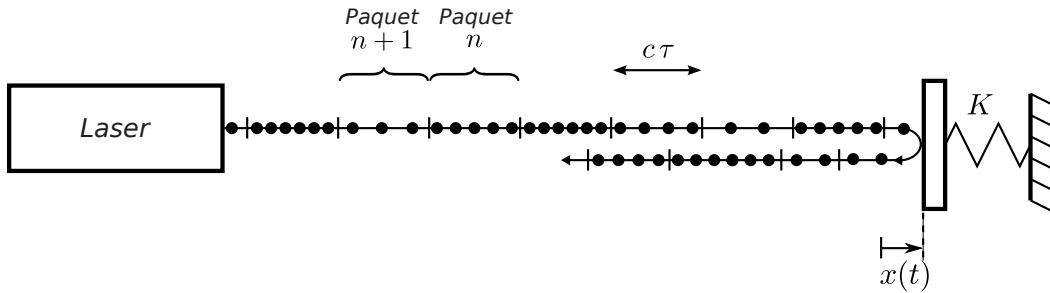 Paquet Paquet
n + 1 n
c τ
Laser
K
x(t)